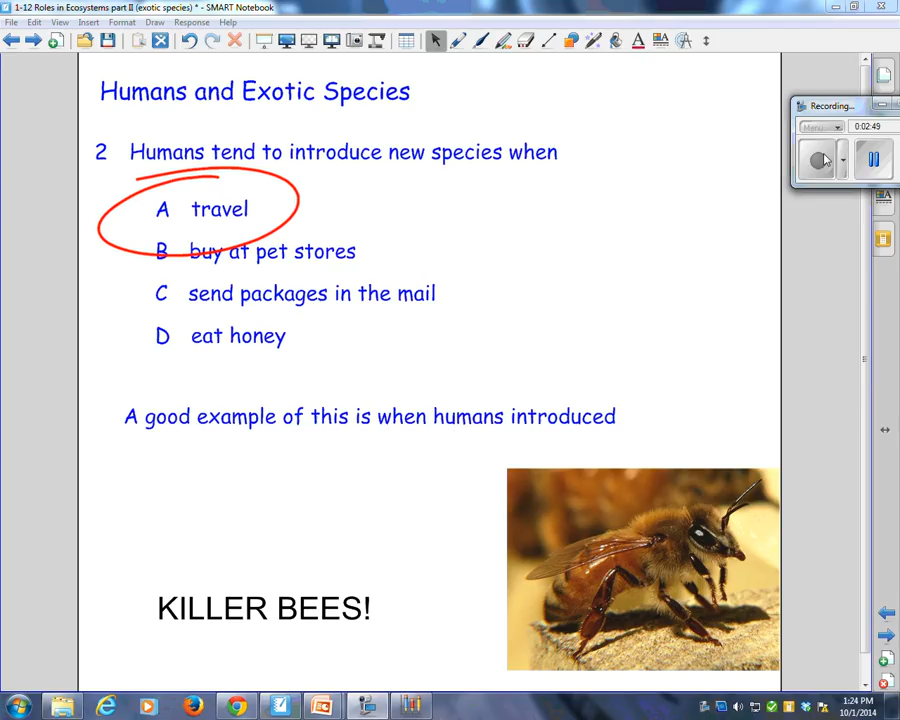 1-12 Roles in Ecosystems part II (exotic species) * - SMART Notebook
File Edit View Insert Format Draw Response Help
Humans and Exotic Species
Recording...
Menu
0:02:49
2 Humans tend to introduce new species when
A travel
B buy at pet stores
C send packages in the mail
D eat honey
A good example of this is when humans introduced
KILLER BEES!
1:24 PM
10/1/2014